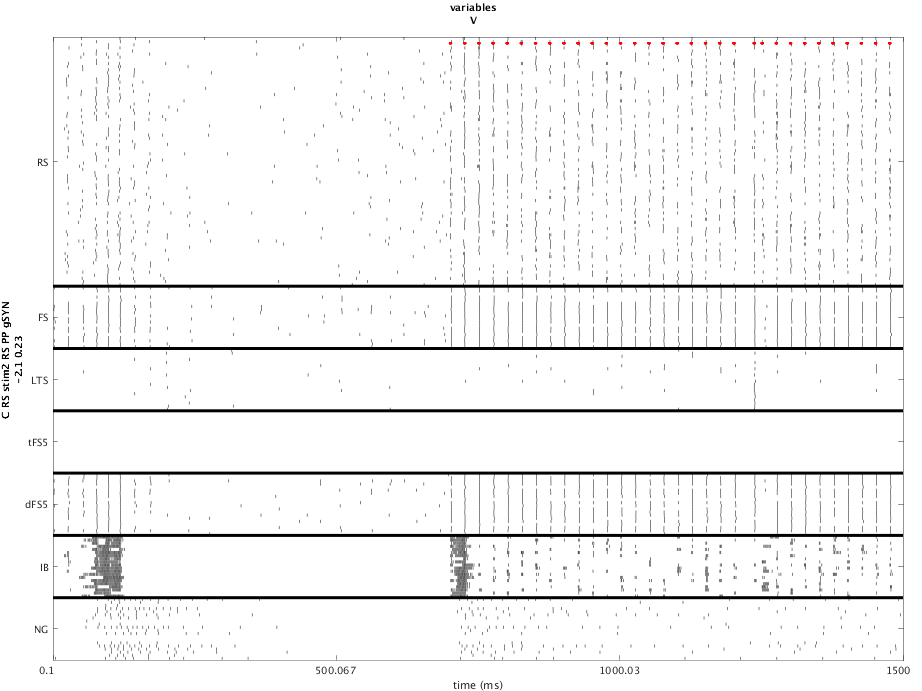 variables
V
RS
FS
LTS
tFS5
dFS5
IB
NG
C RS stim2 RS PP gSYN
-2.1 0.23
0.1 500.067 1000.03 1500
time (ms)